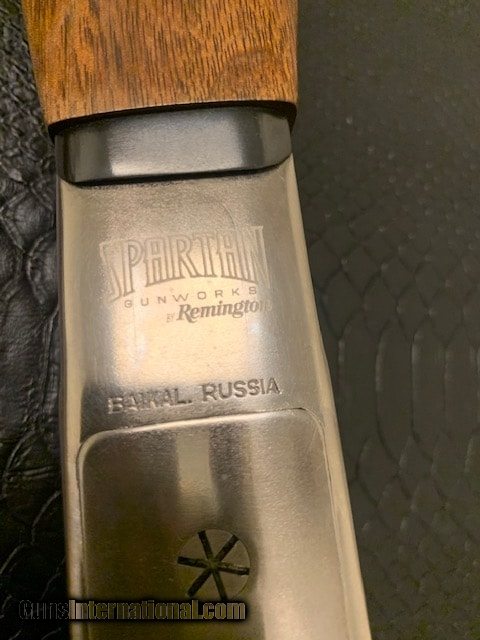 SPARTAN
GUNWORKS
BY Remington
BAIKAL. RUSSIA
GunsInternational.com